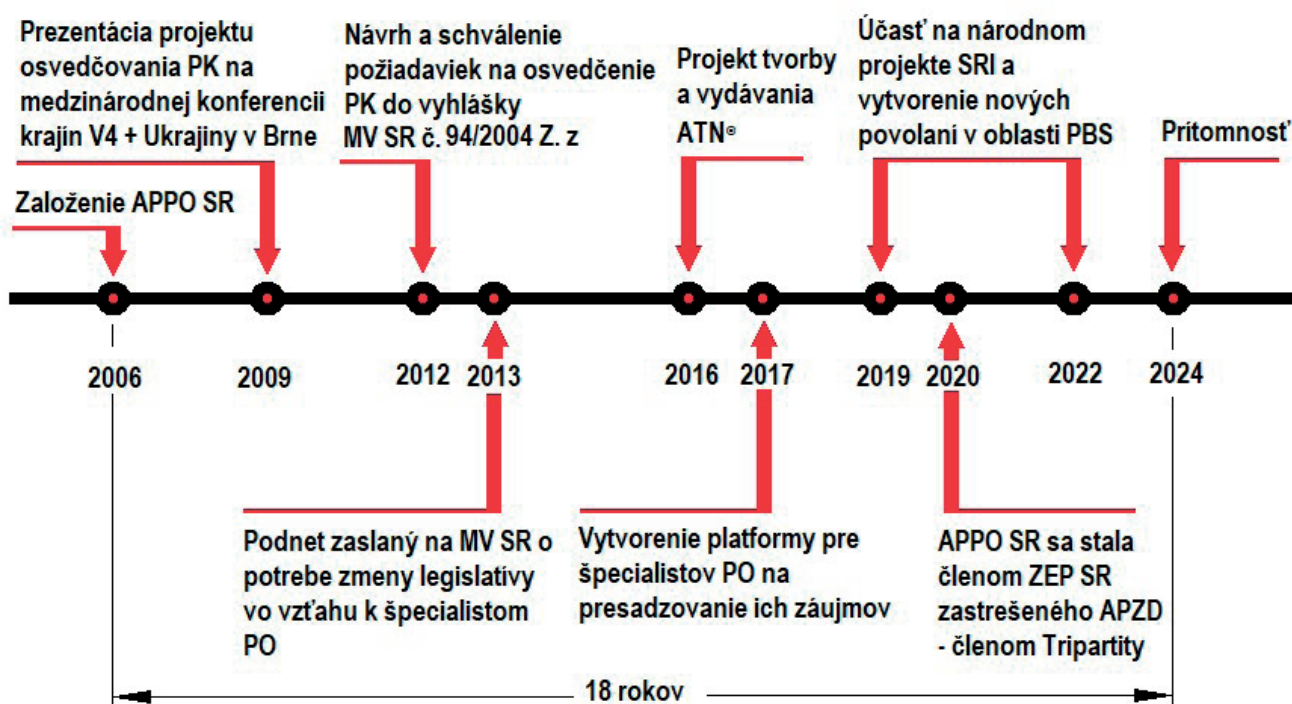 Prezentácia projektu
osvedčovania PK na
medzinárodnej konferencii
krajín V4 + Ukrajiny v Brne
Založenie APPO SR
Návrh a schválenie
požiadaviek na osvedčenie
PK do vyhlášky
MV SR č. 94/2004 Z. z
Projekt tvorby
a vydávania
ATN®
Účasť na národnom
projekte SRI a
vytvorenie nových
povolaní v oblasti PBS
Prítomnosť
2006 2009 2012 2013 2016 2017 2019 2020 2022 2024
Podnet zaslaný na MV SR o
potrebe zmeny legislatívy
vo vzťahu k špecialistom
PO
Vytvorenie platformy pre
špecialistov PO na
presadzovanie ich záujmov
APPO SR sa stala
členom ZEP SR
zastrešeného APZD
- členom Tripartity
18 rokov